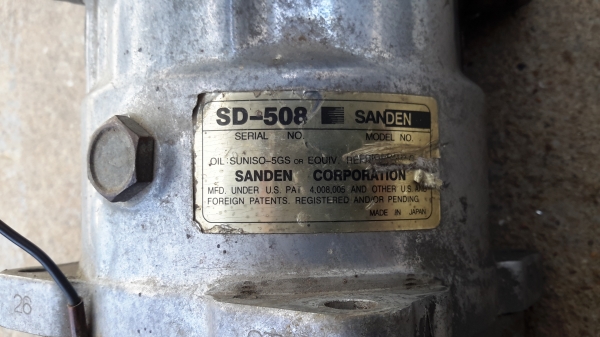 SD-508 SANDEN
SERIAL NO. MODEL NO.
OIL SUNISO-5GS OR EQUIV.
SANDEN CORPORATION
MFD. UNDER U.S. PAT 4,008,005 AND OTHER U.S. AND
FOREIGN PATENTS. REGISTERED AND/OR PENDING.
MADE IN JAPAN
26